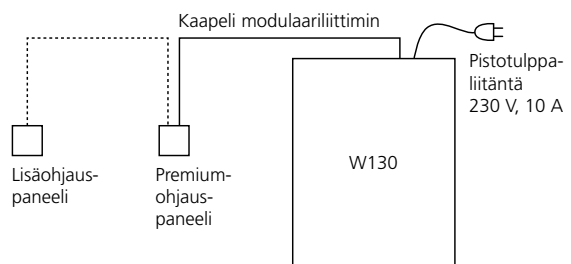 Kaapeli modulaariliittimin
Pistotulppa-
liitäntä
230 V, 10 A
W130
Lisäohjaus-
paneeli
Premium-
ohjaus-
paneeli